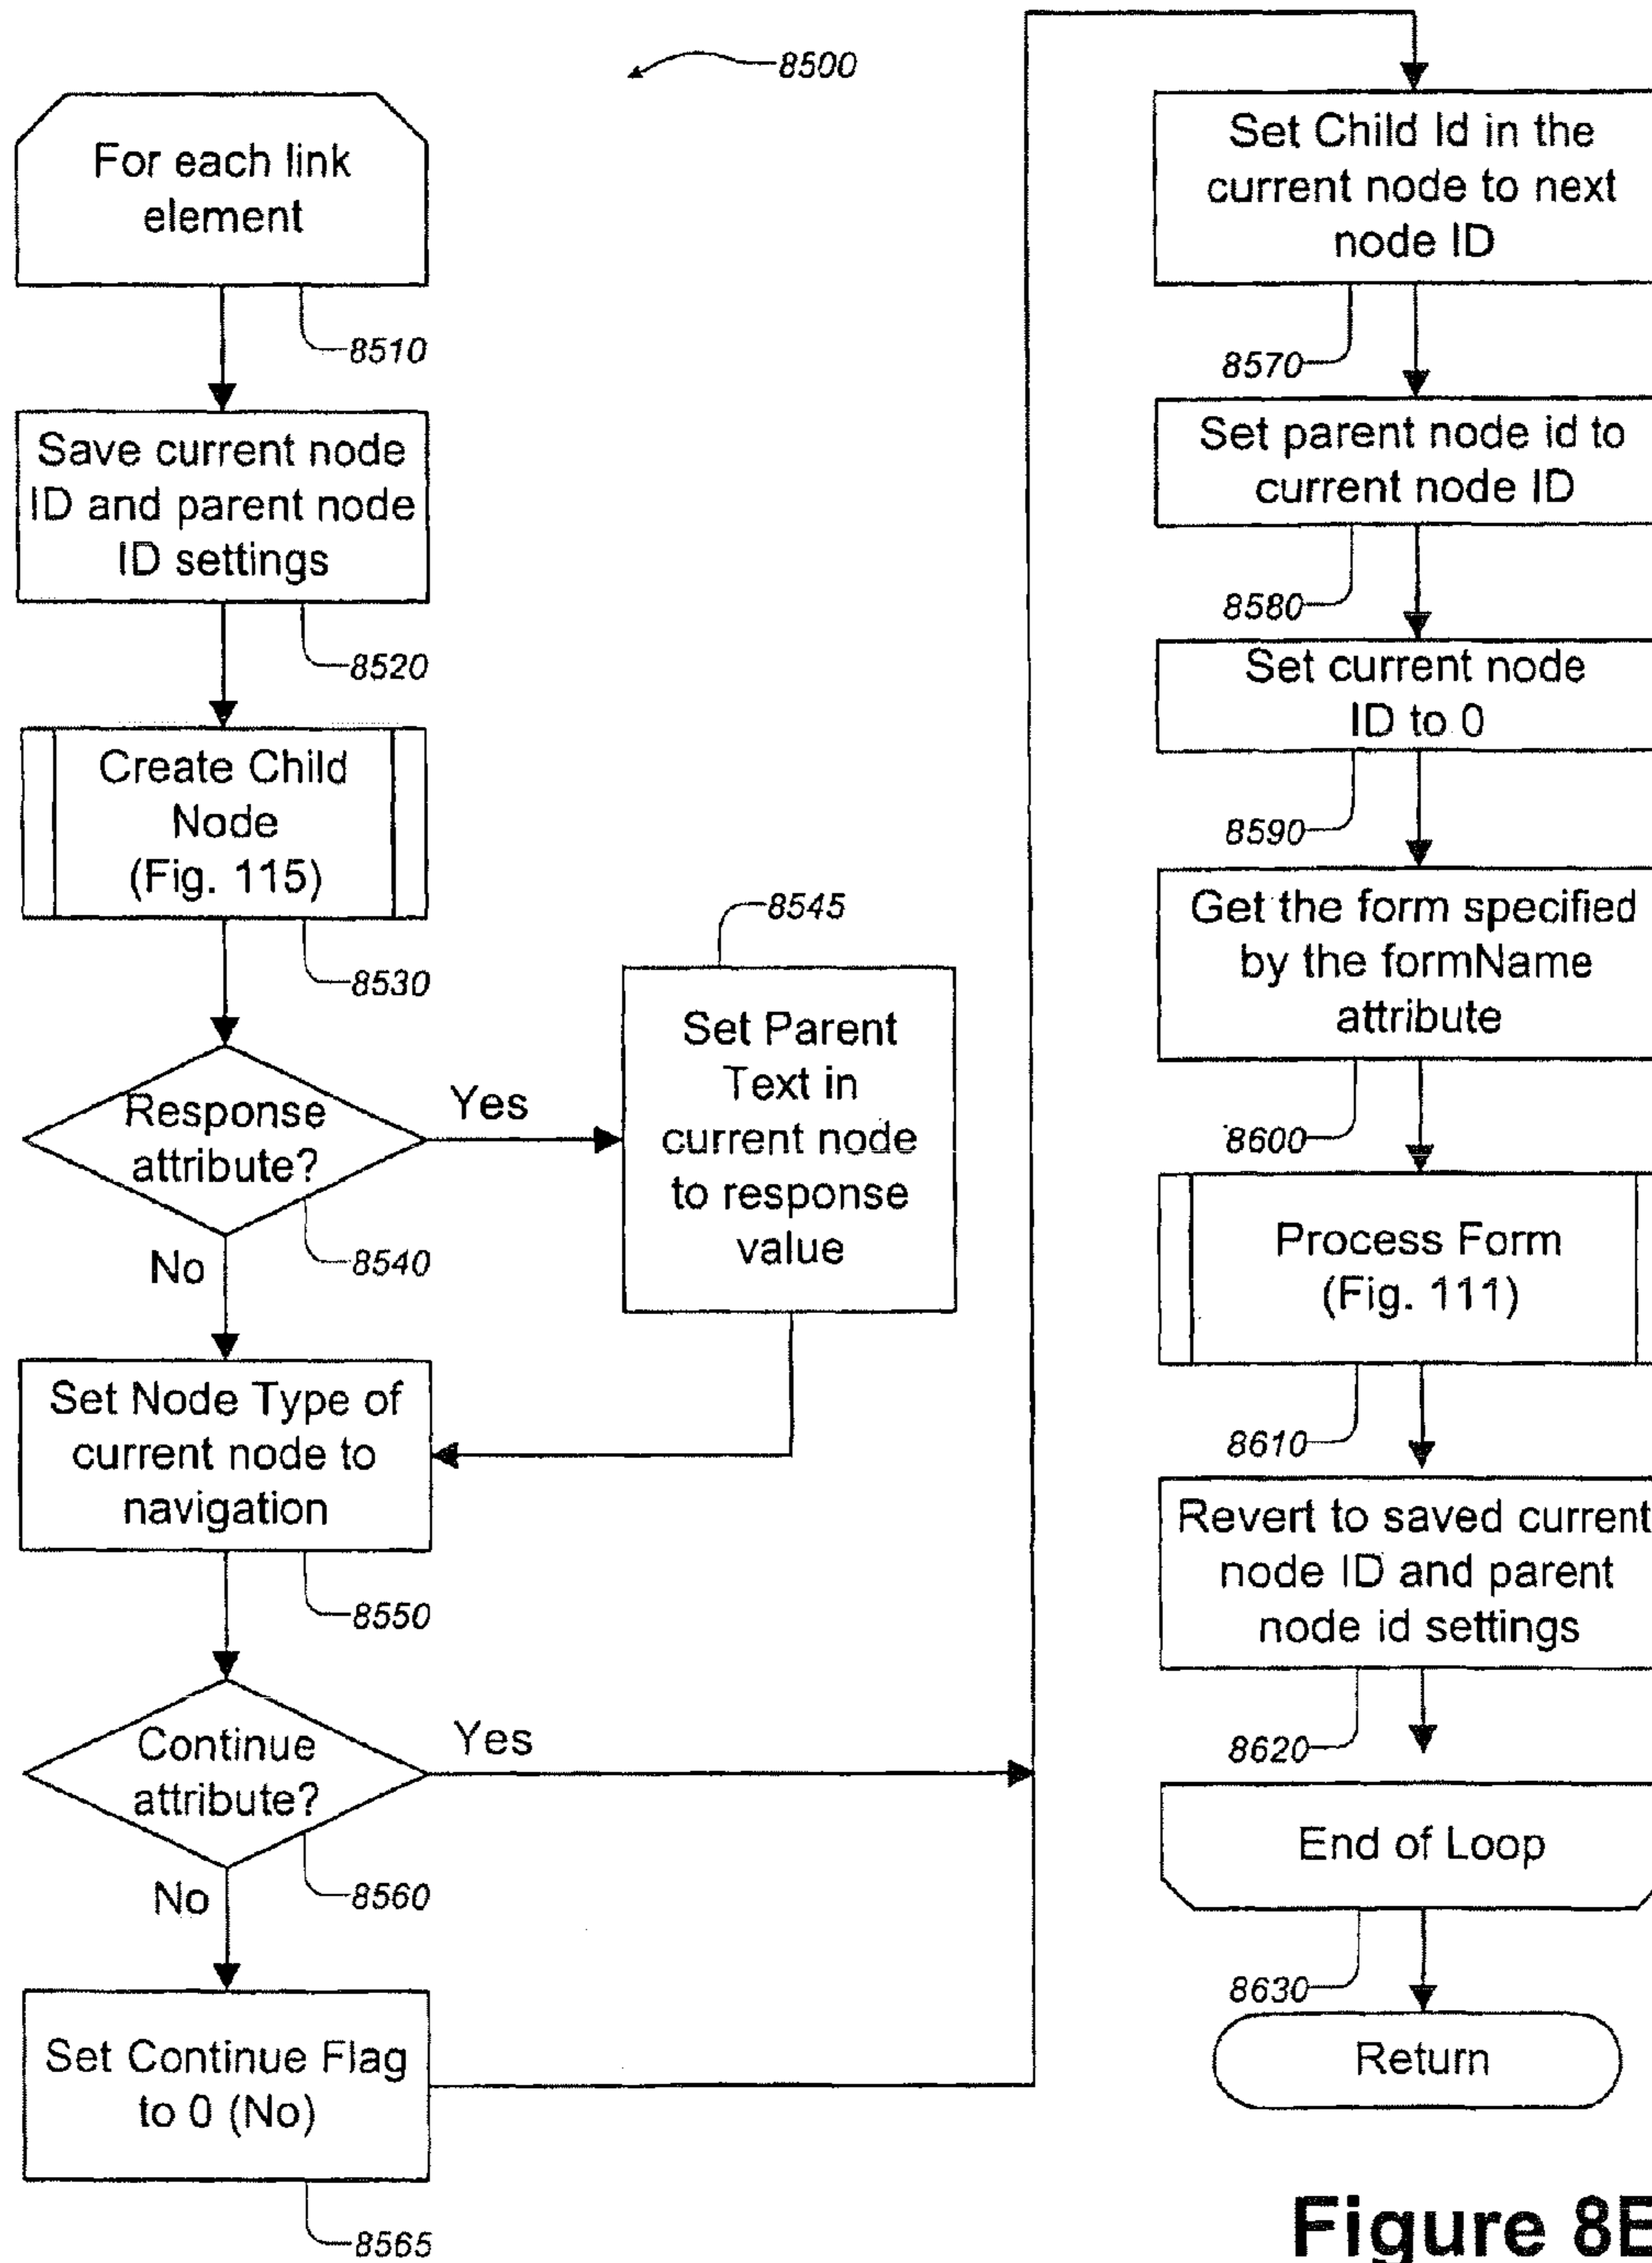 8500
For each link
element
8510
Save current node
ID and parent node
ID settings
8520
Create Child
Node
(Fig. 115)
8530
Response
attribute?
Yes
No
8540
8545
Set Parent
Text in
current node
to response
value
Set Node Type of
current node to
navigation
8550
Continue
attribute?
Yes
No
8560
Set Continue Flag
to 0 (No)
8565
Set Child Id in the
current node to next
node ID
8570
Set parent node id to
current node ID
8580
Set current node
ID to 0
8590
Get the form specified
by the formName
attribute
8600
Process Form
(Fig. 111)
8610
Revert to saved current
node ID and parent
node id settings
8620
End of Loop
8630
Return
Figure 8E